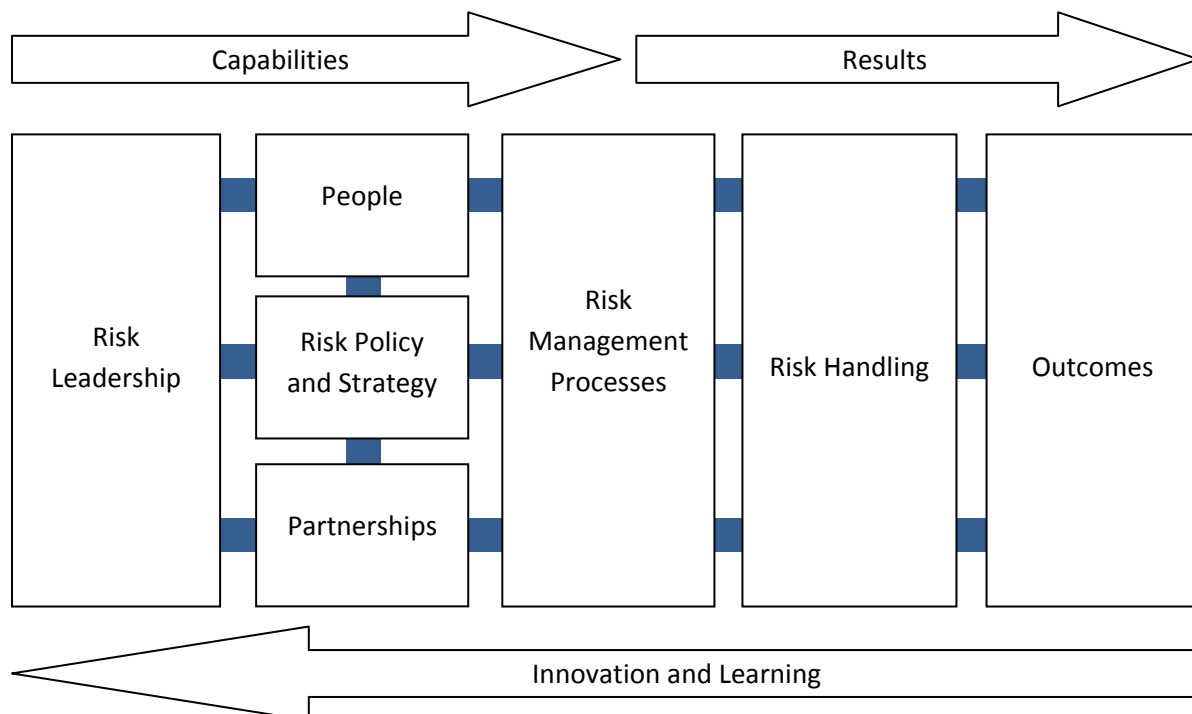 Capabilities
Results
Risk
Leadership
People
Risk Policy
and Strategy
Partnerships
Risk
Management
Processes
Risk Handling
Outcomes
Innovation and Learning